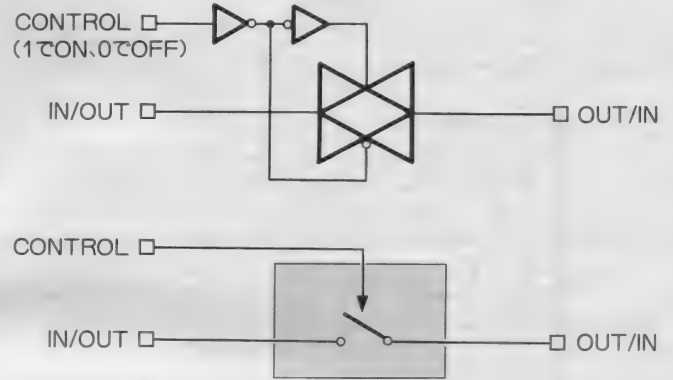 CONTROL
(1でON、0でOFF)
IN/OUT
OUT/IN
CONTROL
IN/OUT
OUT/IN